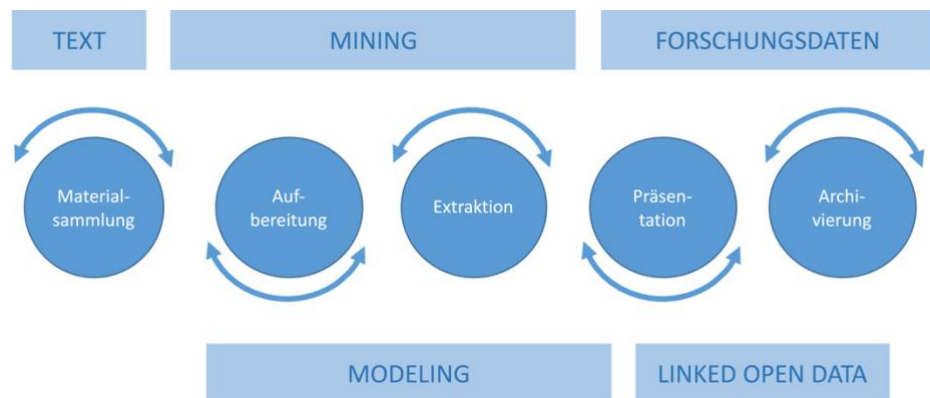 TEXT
MINING
FORSCHUNGSDATEN
Material-
sammlung
Auf-
bereitung
Extraktion
Präsen-
tation
Archi-
vierung
MODELING
LINKED OPEN DATA